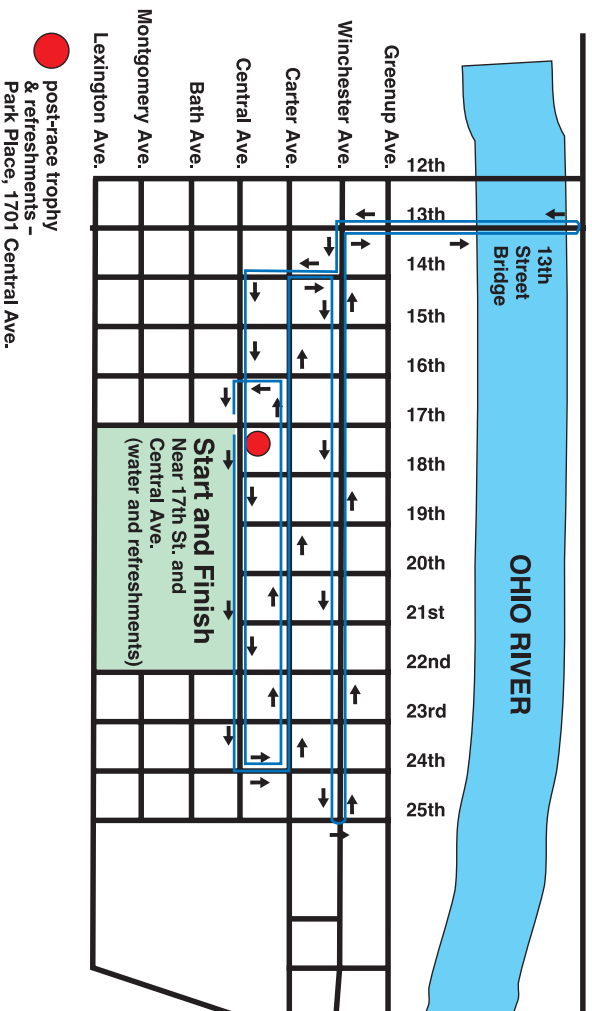 Lexington Ave.
Montgomery Ave.
Bath Ave.
Central Ave.
Carter Ave.
Winchester Ave.
Greenup Ave.
12th
13th
14th
15th
16th
17th
18th
19th
20th
21st
22nd
23rd
24th
25th
13th
Street
Bridge
OHIO RIVER
Start and Finish
Near 17th St. and
Central Ave.
(water and refreshments)
post-race trophy
& refreshments –
Park Place, 1701 Central Ave.